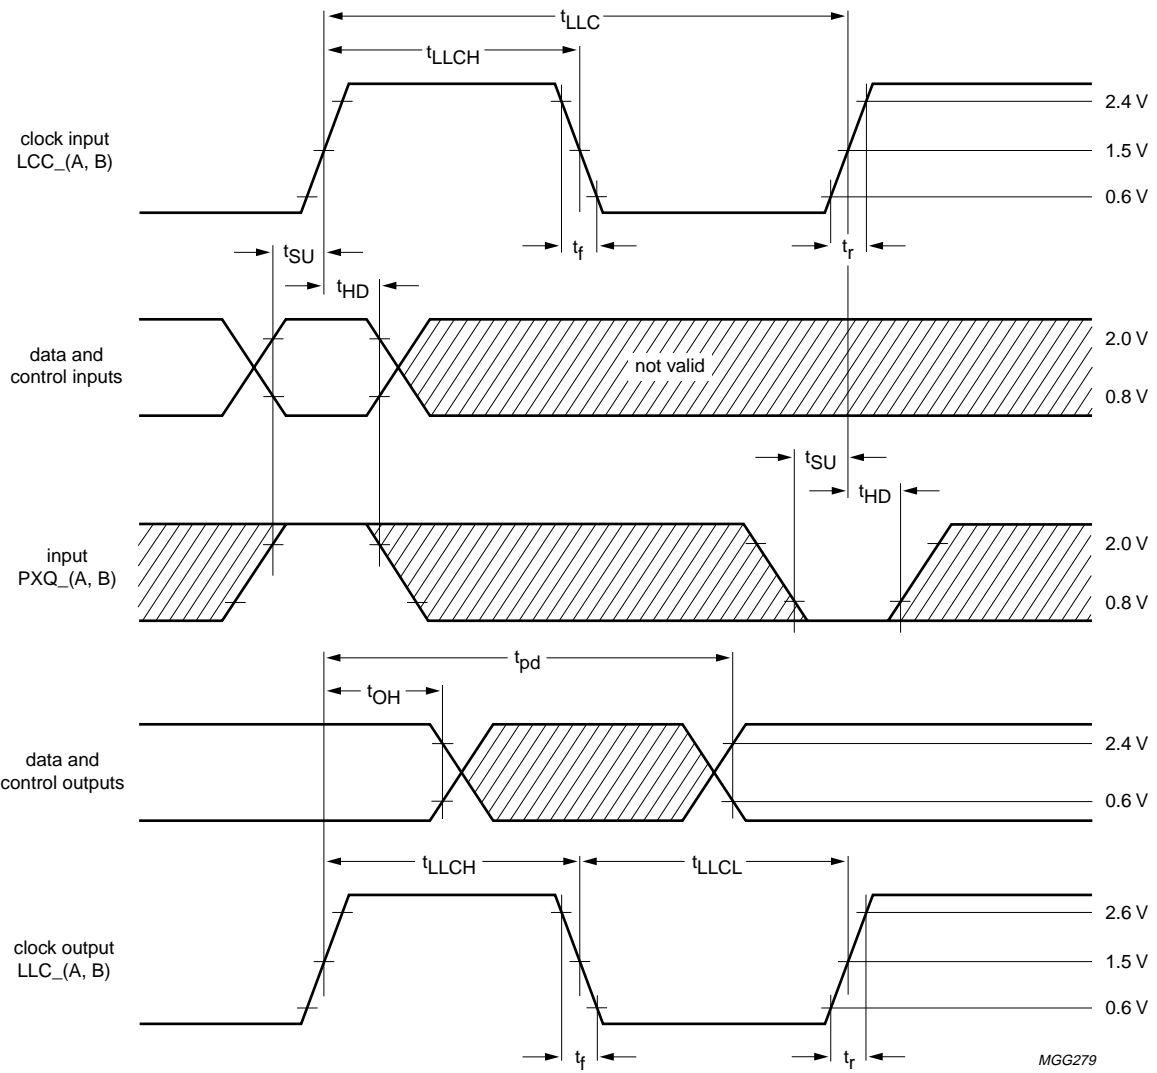 tLLC
tLLCH
2.4 V
clock input
LCC_(A, B)
1.5 V
0.6 V
tSU
tf
tr
tHD
data and
control inputs
not valid
2.0 V
0.8 V
tSU
tHD
input
PXQ_(A, B)
2.0 V
0.8 V
tpd
tOH
data and
control outputs
2.4 V
0.6 V
tLLCH
tLLCL
2.6 V
clock output
LLC_(A, B)
1.5 V
0.6 V
tf
tr
MGG279